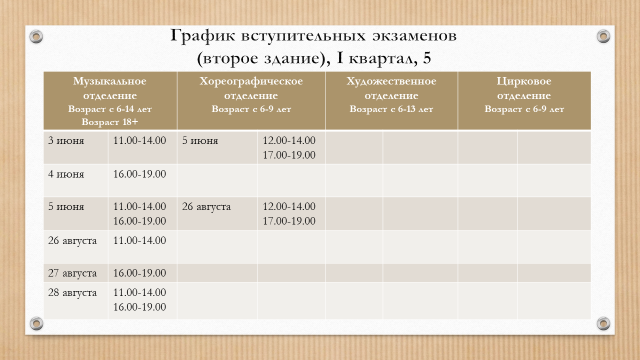 График вступительных экзаменов
(второе здание), I квартал, 5
Музыкальное отделение Возраст с 6-14 лет Возраст 18+
Хореографическое отделение Возраст с 6-9 лет
Художественное отделение Возраст с 6-13 лет
Цирковое отделение Возраст с 6-9 лет
3 июня 11.00-14.00 5 июня 12.00-14.00
17.00-19.00
4 июня 16.00-19.00
5 июня 11.00-14.00 26 августа 12.00-14.00
16.00-19.00 17.00-19.00
26 августа 11.00-14.00
27 августа 16.00-19.00
28 августа 11.00-14.00
16.00-19.00